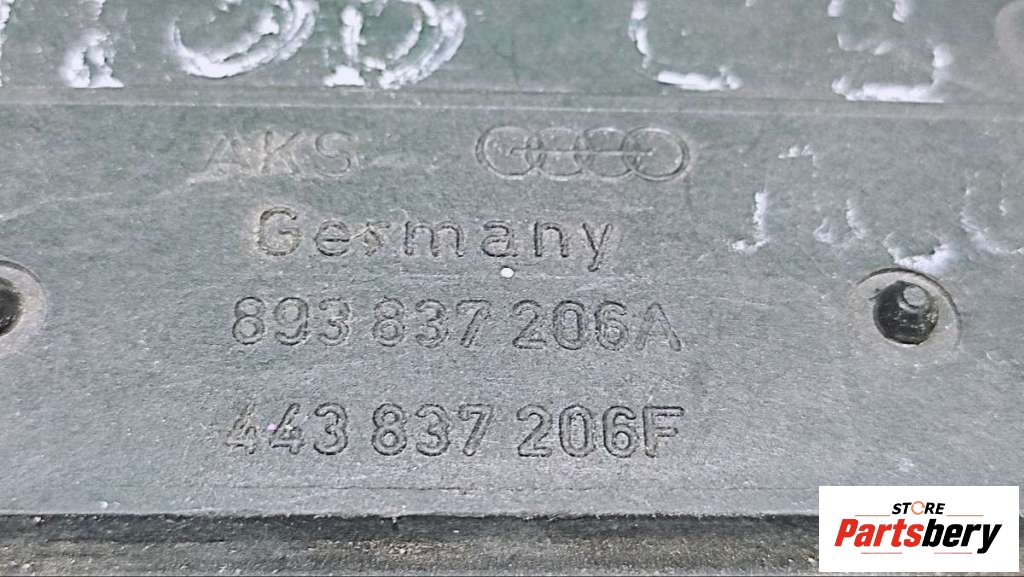 AKS
Germany
893 837 206A
443 837 206F
STORE
Partsbery